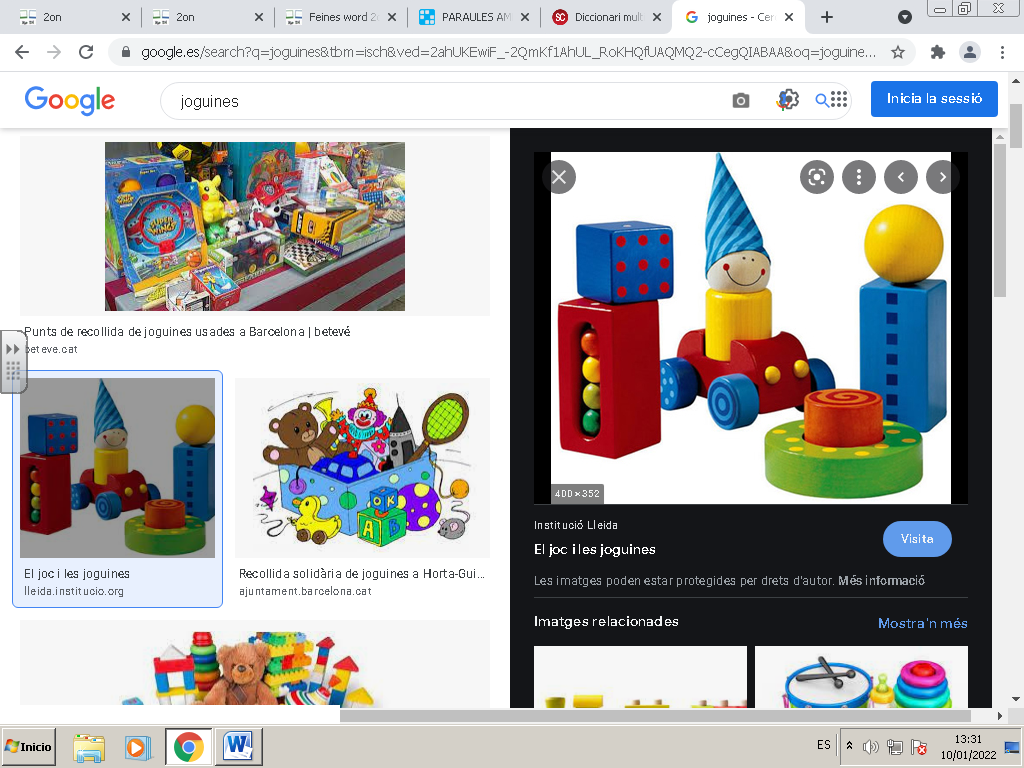 2on
2on
Feines word 2
PARAULES AM
Diccionari mult
joguines - Cer
google.es/search?q=joguines&tbm=isch&ved=2ahUKEwiF_-2QmKf1AhUL_RoKHQfUAQMQ2-cCegQIABAA&oq=joguine...
Google
joguines
Inicia la sessió
Punts de recollida de joguines usades a Barcelona | betevé
beteve.cat
El joc i les joguines
lleida.institucio.org
Recollida solidària de joguines a Horta-Gui...
ajuntament.barcelona.cat
400×352
Institució Lleida
El joc i les joguines
Visita
Les imatges poden estar protegides per drets d'autor. Més informació
Imatges relacionades
Mostra'n més
Inicio
ES
13:31
10/01/2022